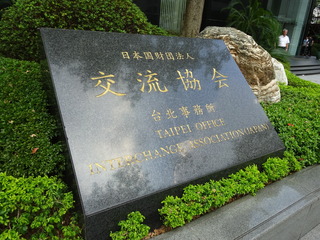 日本国財団法人
交流協会
台北事務所
TAIPEI OFFICE
INTERCHANGE ASSOCIATION (JAPAN)